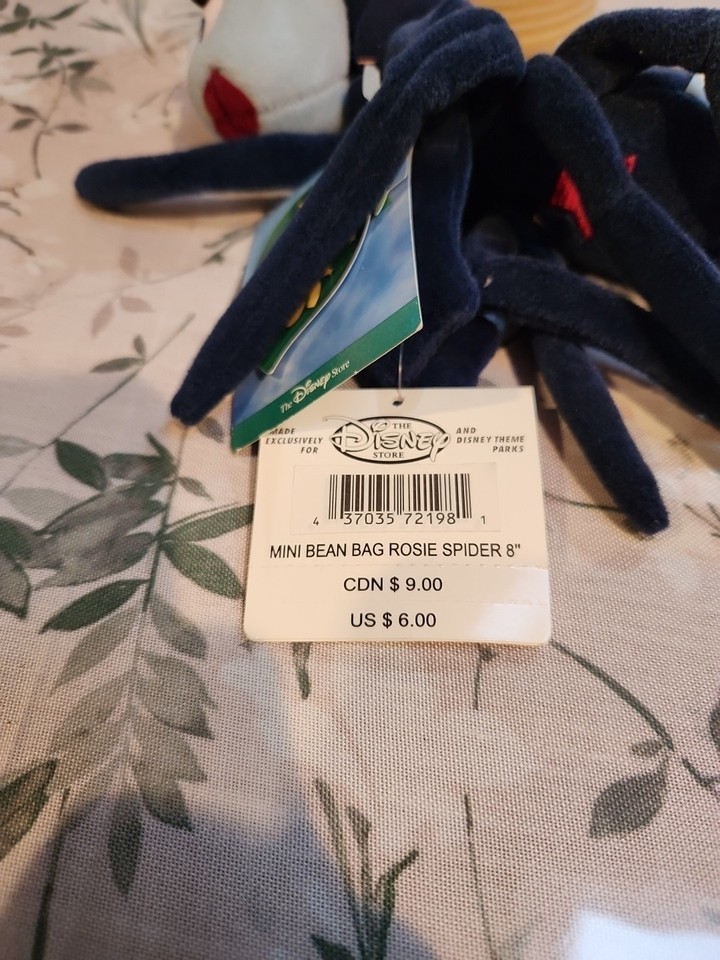 The Disney Store
MADE EXCLUSIVELY FOR
THE Disney STORE
AND DISNEY THEME PARKS
4 37035 72198 1
MINI BEAN BAG ROSIE SPIDER 8"
CDN $ 9.00
US $ 6.00